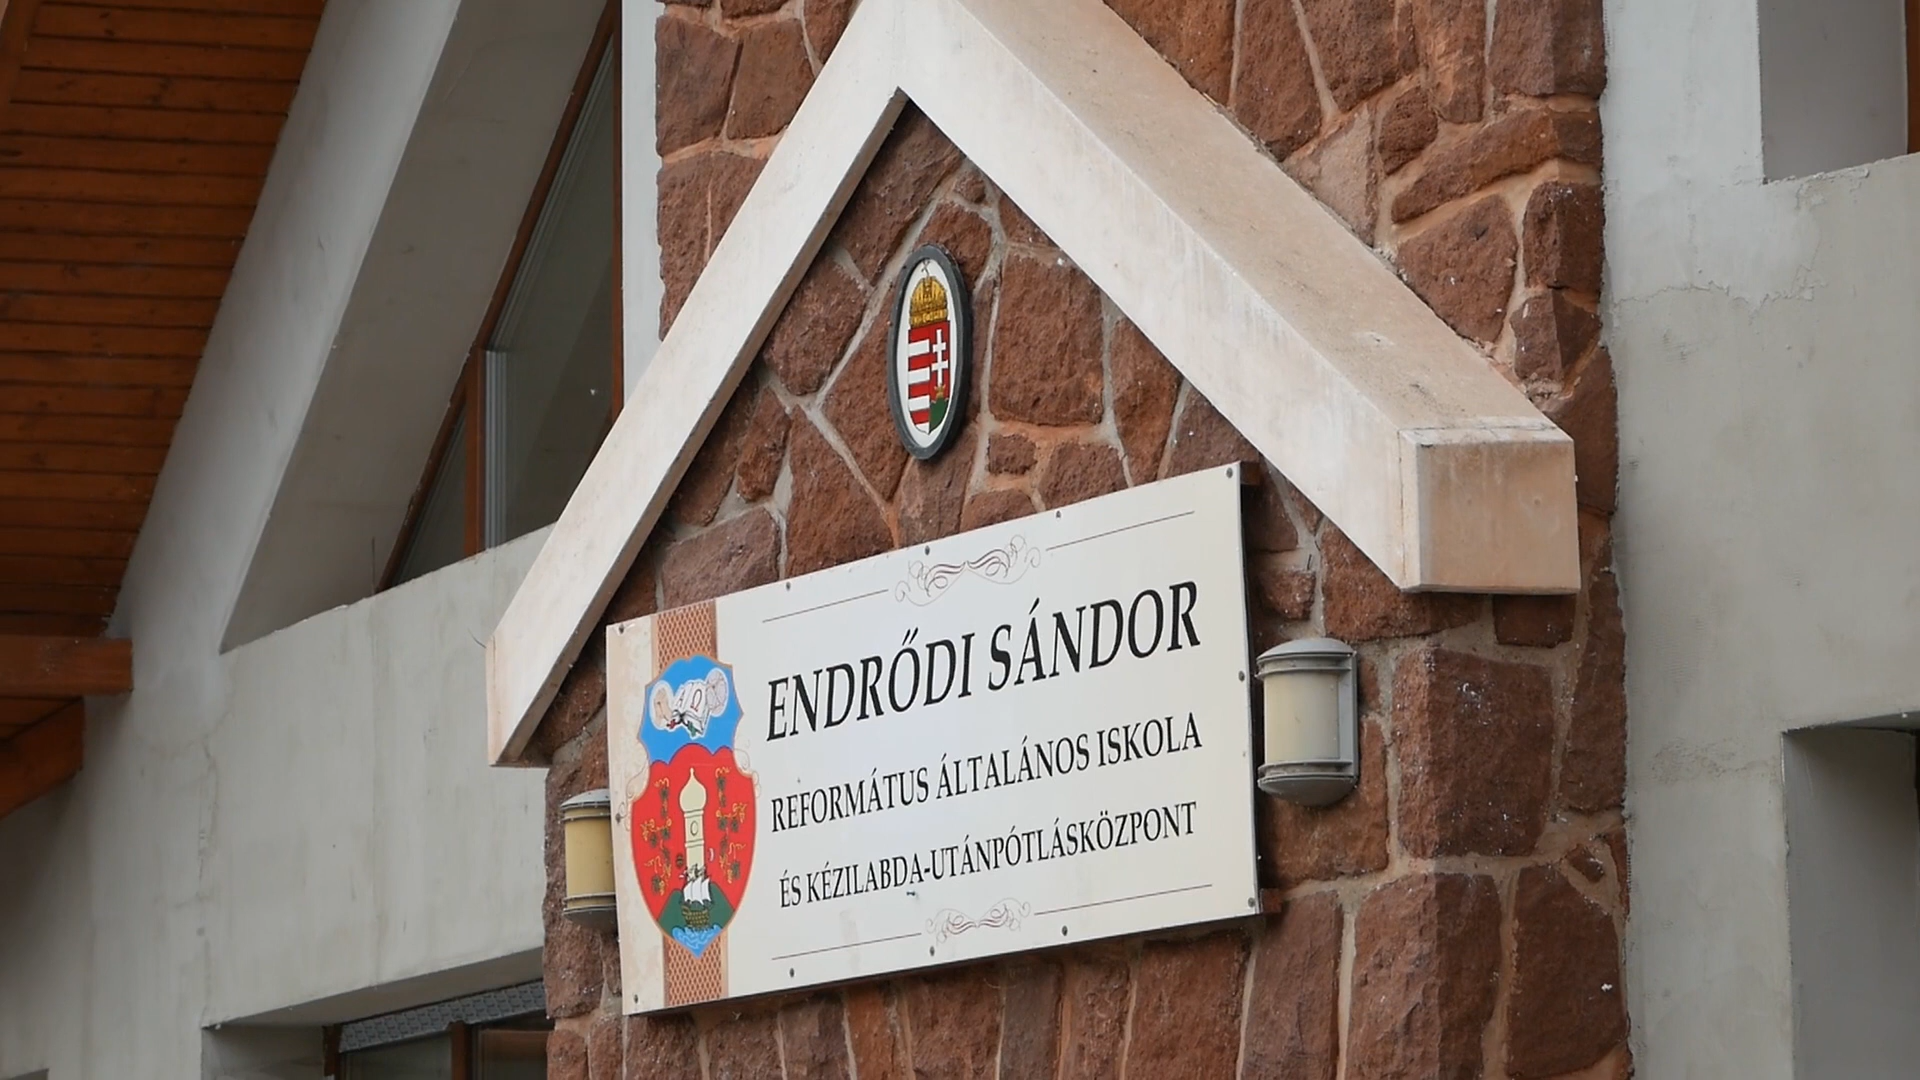 ENDRŐDI SÁNDOR
REFORMÁTUS ÁLTALÁNOS ISKOLA
ÉS KÉZILABDA-UTÁNPÓTLÁSKÖZPONT